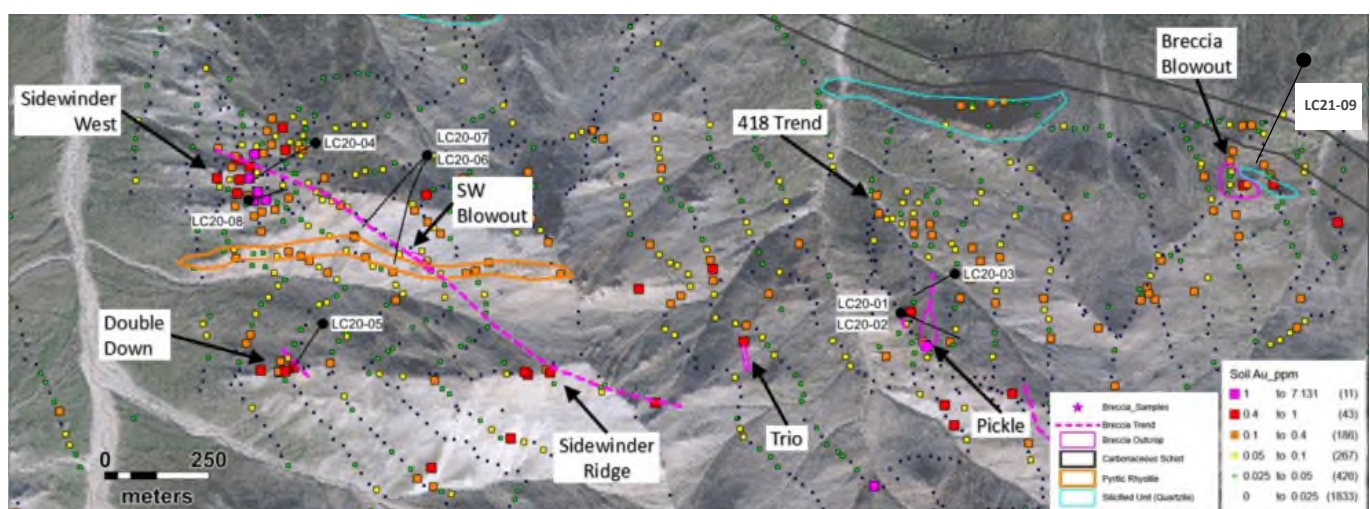 Sidewinder
West
LC20-04
LC20-07
LC20-06
SW
Blowout
LC20-08
418 Trend
Breccia
Blowout
LC21-09
LC20-03
LC20-01
LC20-02
Double
Down
LC20-05
Sidewinder
Ridge
Trio
Pickle
0 250
meters
Breccia_Samples
Breccia Trend
Breccia Outcrop
Carbonaceous Schist
Pyritic Rhyolite
Silicified Unit (Quartzite)
Soil Au_ppm
1 to 7.131 (11)
0.4 to 1 (43)
0.1 to 0.4 (186)
0.05 to 0.1 (267)
0.025 to 0.05 (426)
0 to 0.025 (1833)